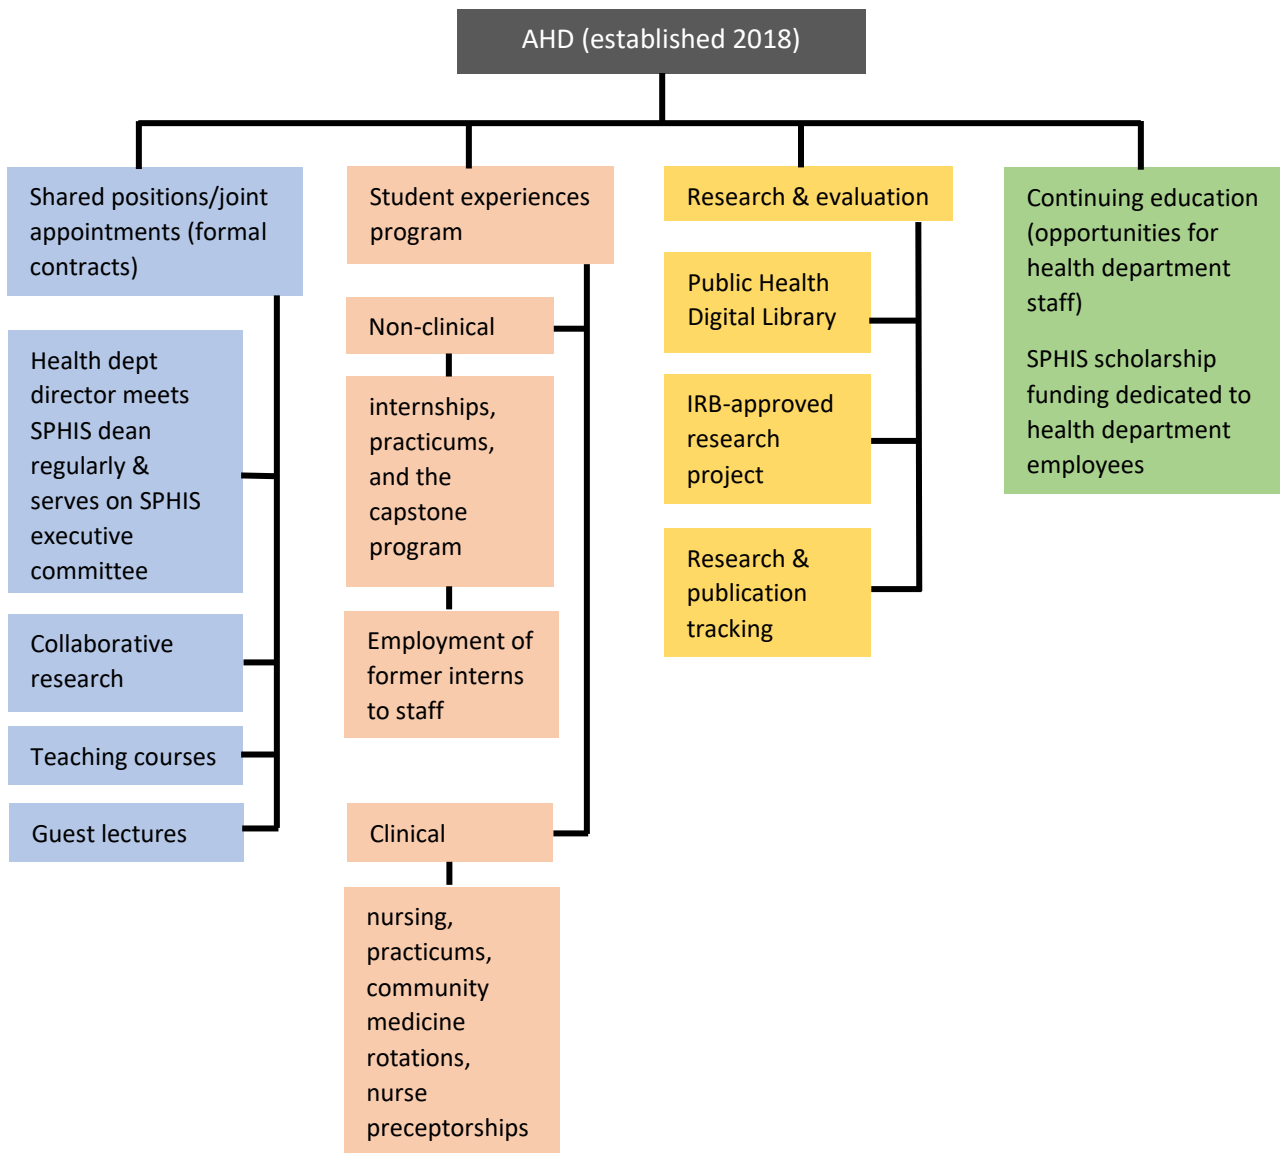 AHD (established 2018)
Shared positions/joint
appointments (formal
contracts)
Health dept
director meets
SPHIS dean
regularly &
serves on SPHIS
executive
committee
Collaborative
research
Teaching courses
Guest lectures
Student experiences
program
Non-clinical
internships,
practicums,
and the
capstone
program
Employment of
former interns
to staff
Clinical
nursing,
practicums,
community
medicine
rotations,
nurse
preceptorships
Research & evaluation
Public Health
Digital Library
IRB-approved
research
project
Research &
publication
tracking
Continuing education
(opportunities for
health department
staff)
SPHIS scholarship
funding dedicated to
health department
employees